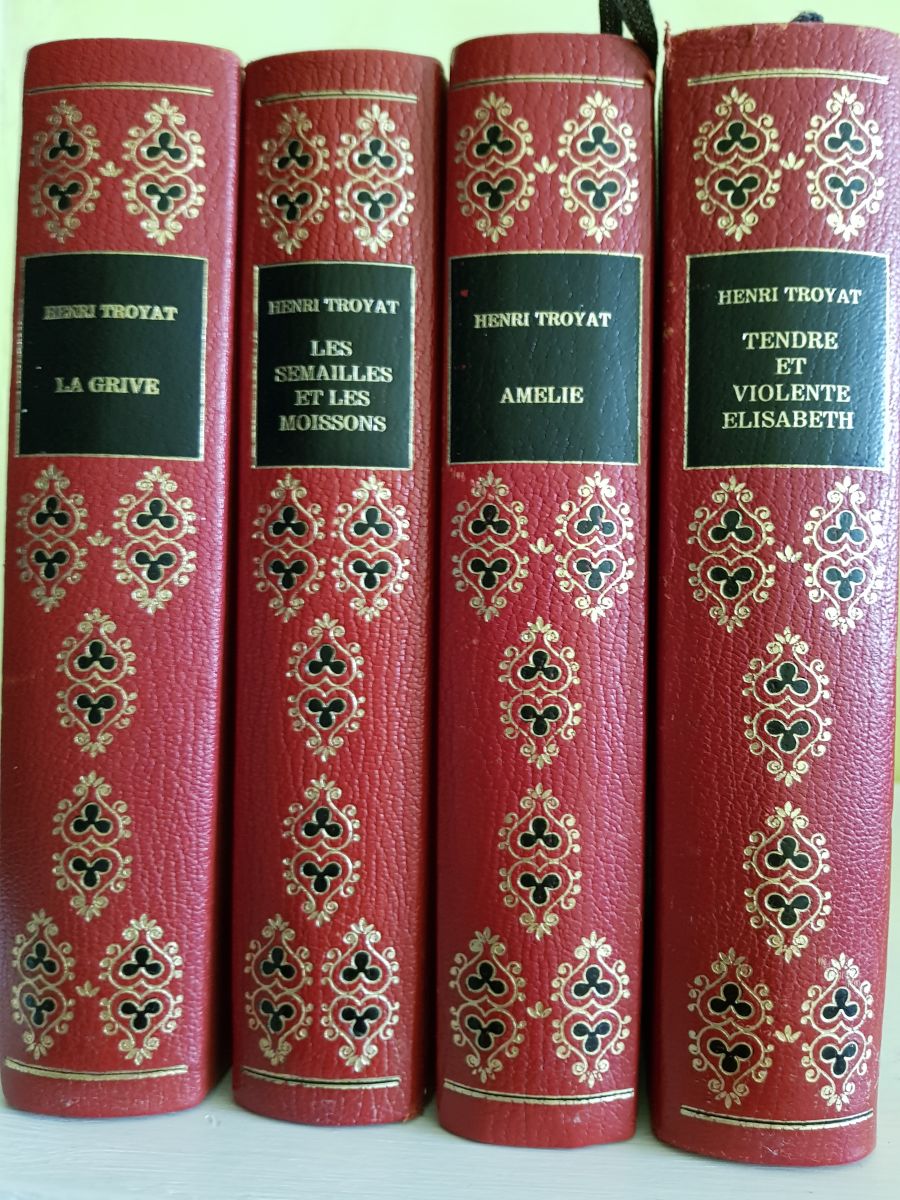 HENRI TROYAT
LA GRIVE
HENRI TROYAT
LES
SEMAILLES
ET LES
MOISSONS
HENRI TROYAT
AMELIE
HENRI TROYAT
TENDRE
ET
VIOLENTE
ELISABETH